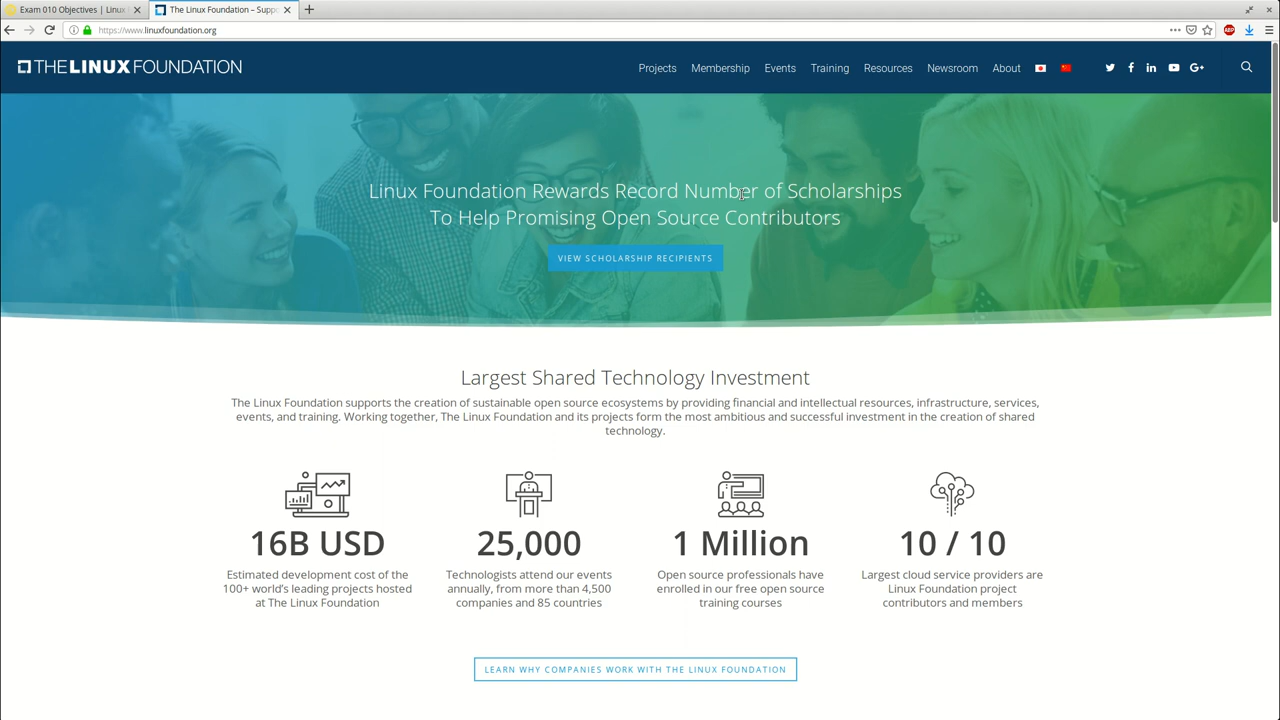 Exam 010 Objectives | Linux
The Linux Foundation – Suppo
https://www.linuxfoundation.org
ABP
THE LINUX FOUNDATION
Projects Membership Events Training Resources Newsroom About
G+
Linux Foundation Rewards Record Number of Scholarships
To Help Promising Open Source Contributors
VIEW SCHOLARSHIP RECIPIENTS
Largest Shared Technology Investment
The Linux Foundation supports the creation of sustainable open source ecosystems by providing financial and intellectual resources, infrastructure, services,
events, and training. Working together, The Linux Foundation and its projects form the most ambitious and successful investment in the creation of shared
technology.
16B USD
Estimated development cost of the
100+ world's leading projects hosted
at The Linux Foundation
25,000
Technologists attend our events
annually, from more than 4,500
companies and 85 countries
1 Million
Open source professionals have
enrolled in our free open source
training courses
10 / 10
Largest cloud service providers are
Linux Foundation project
contributors and members
LEARN WHY COMPANIES WORK WITH THE LINUX FOUNDATION